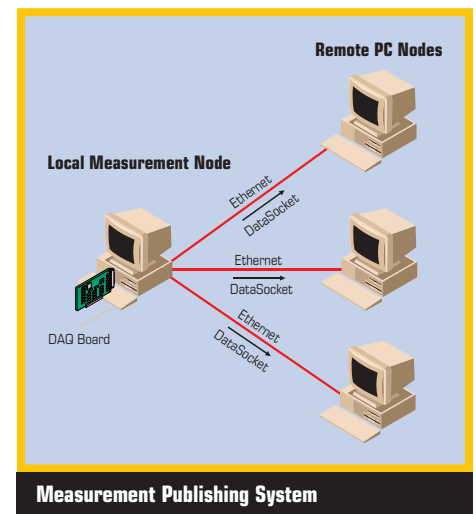 Remote PC Nodes
Local Measurement Node
Ethernet
DataSocket
Ethernet
DataSocket
Ethernet
DataSocket
DAQ Board
Measurement Publishing System